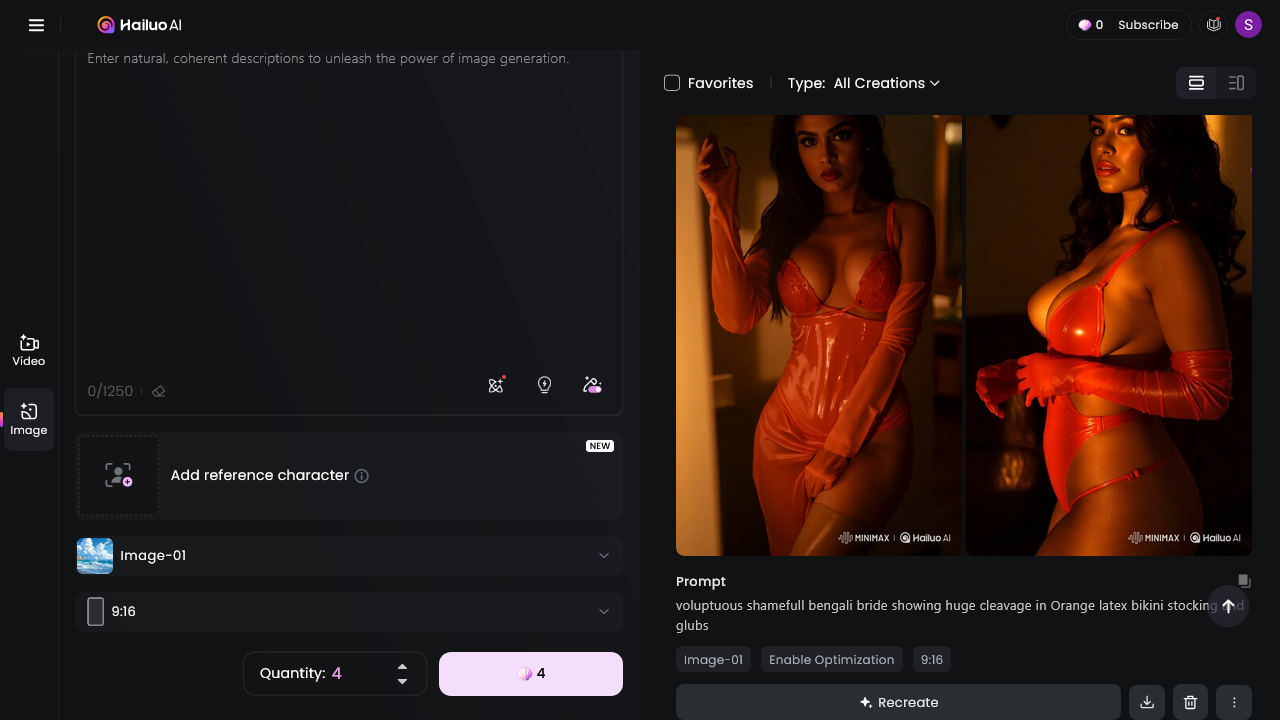 Hailuo AI
0 Subscribe
S
Enter natural, coherent descriptions to unleash the power of image generation.
0/1250
Video
Image
NEW
Add reference character
Image-01
9:16
Quantity: 4
4
Favorites
Type: All Creations
MINIMAX | Hailuo AI
MINIMAX | Hailuo AI
Prompt
voluptuous shamefull bengali bride showing huge cleavage in Orange latex bikini stocking and
glubs
Image-01 Enable Optimization 9:16
Recreate